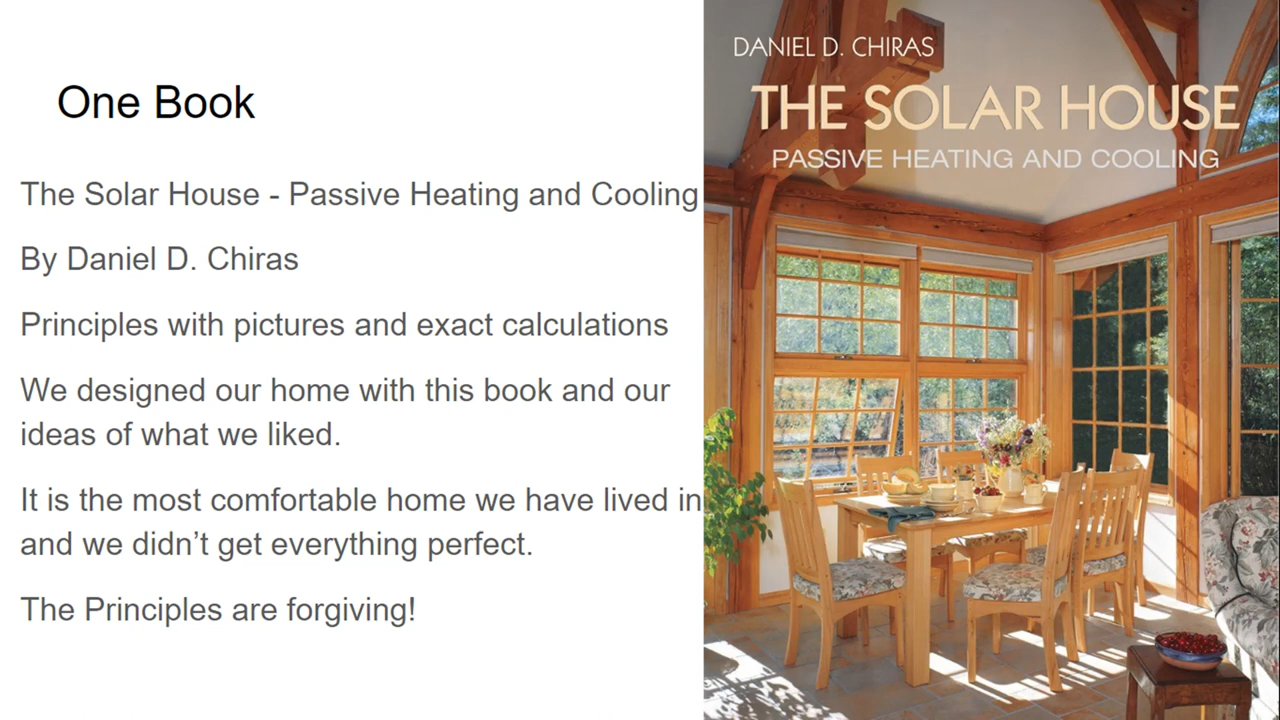 One Book
The Solar House - Passive Heating and Cooling
By Daniel D. Chiras
Principles with pictures and exact calculations
We designed our home with this book and our
ideas of what we liked.
It is the most comfortable home we have lived in
and we didn’t get everything perfect.
The Principles are forgiving!
DANIEL D. CHIRAS
THE SOLAR HOUSE
PASSIVE HEATING AND COOLING